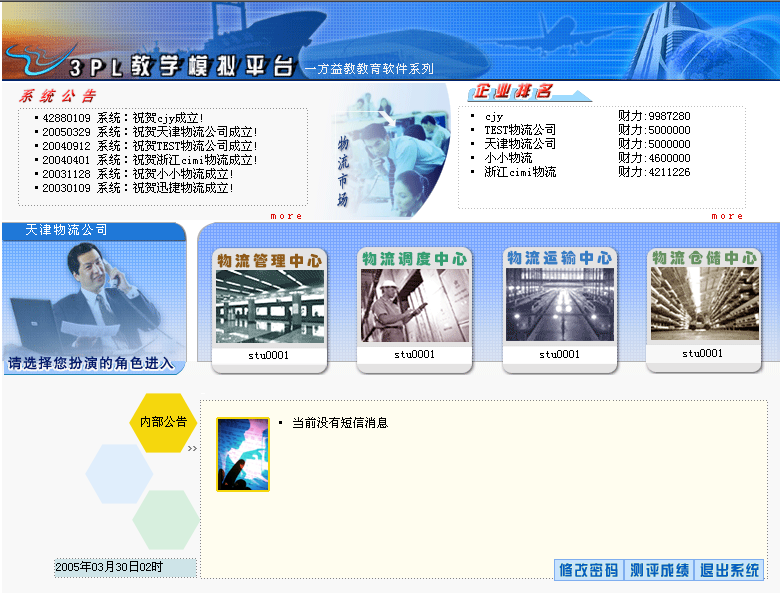 3PL教学模拟平台
—方益教教育软件系列
系统公告
42880109 系统：祝贺cjy成立!
20050329 系统：祝贺天津物流公司成立!
20040912 系统：祝贺TEST物流公司成立!
20040401 系统：祝贺浙江cimi物流成立!
20031128 系统：祝贺小小物流成立!
20030109 系统：祝贺迅捷物流成立!
more
物流市场
企业排名
cjy 财力:9987280
TEST物流公司 财力:5000000
天津物流公司 财力:5000000
小小物流 财力:4600000
浙江cimi物流 财力:4211226
more
天津物流公司
请选择您扮演的角色进入
物流管理中心
stu0001
物流调度中心
stu0001
物流运输中心
stu0001
物流仓储中心
stu0001
内部公告
>>
当前没有短信消息
2005年03月30日02时
修改密码 测评成绩 退出系统